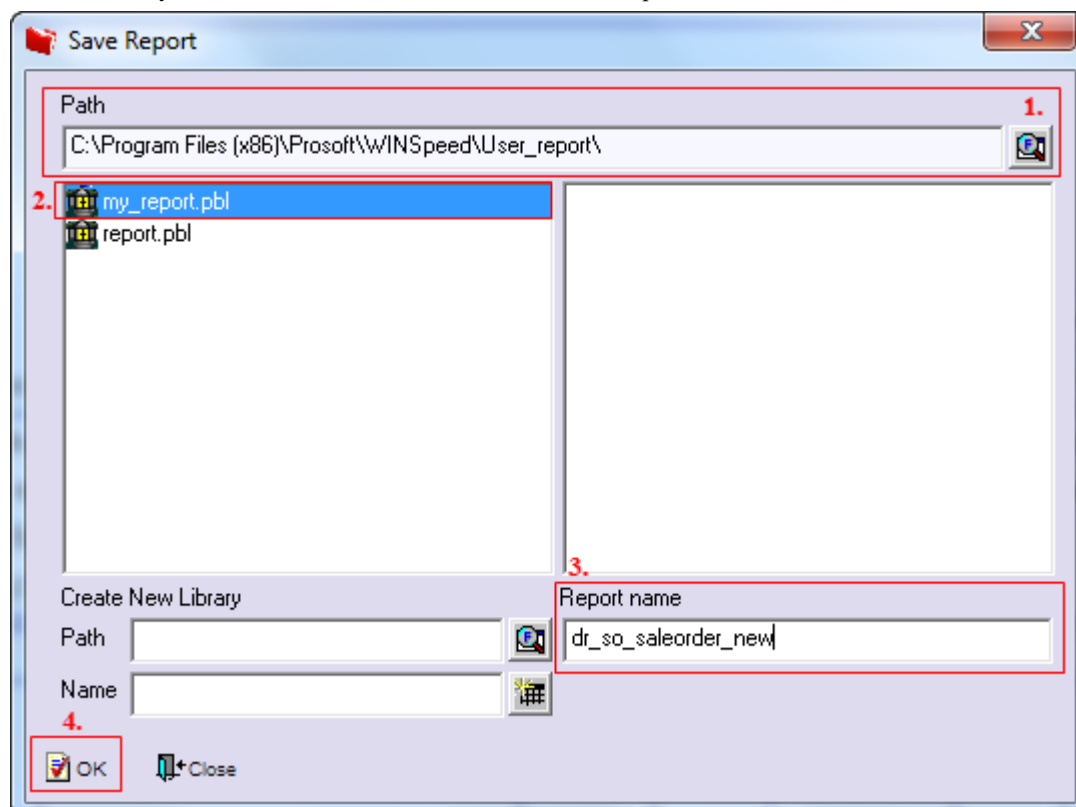 Save Report
Path
1.
C:\Program Files (x86)\Prosoft\WINSpeed\User_report\
2.
my_report.pbl
report.pbl
3.
Create New Library
Report name
Path
dr_so_saleorder_new
Name
4.
OK
Close